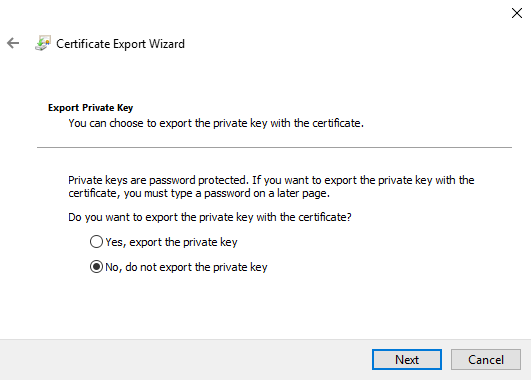 Certificate Export Wizard
Export Private Key
You can choose to export the private key with the certificate.
Private keys are password protected. If you want to export the private key with the
certificate, you must type a password on a later page.
Do you want to export the private key with the certificate?
Yes, export the private key
No, do not export the private key
Next
Cancel